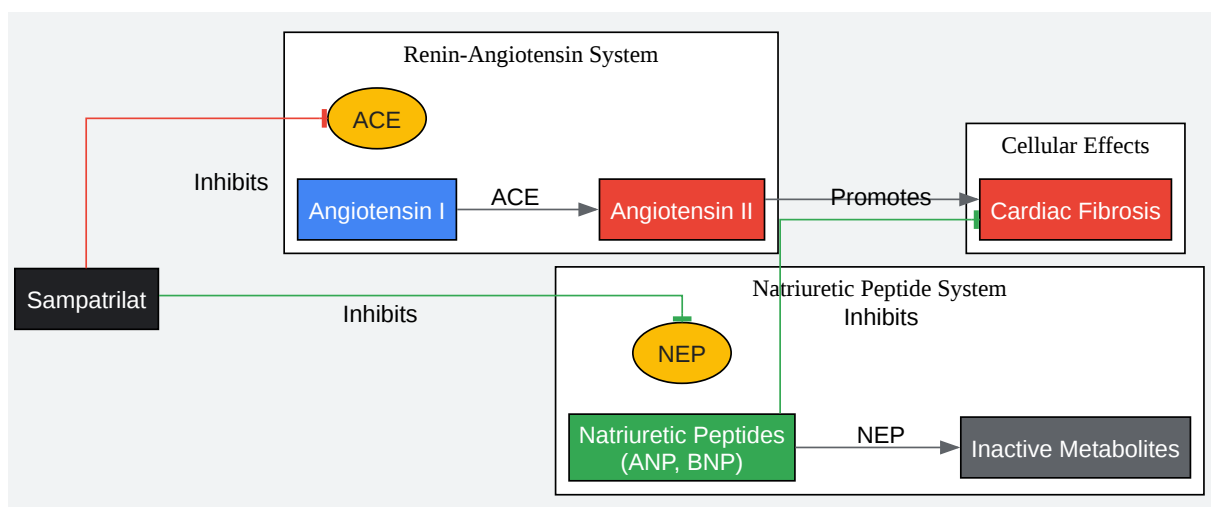 Renin-Angiotensin System
ACE
Cellular Effects
Inhibits
Angiotensin I
ACE
Angiotensin II
Promotes
Cardiac Fibrosis
Sampatrilat
Inhibits
Natriuretic Peptide System
Inhibits
NEP
Natriuretic Peptides
(ANP, BNP)
NEP
Inactive Metabolites